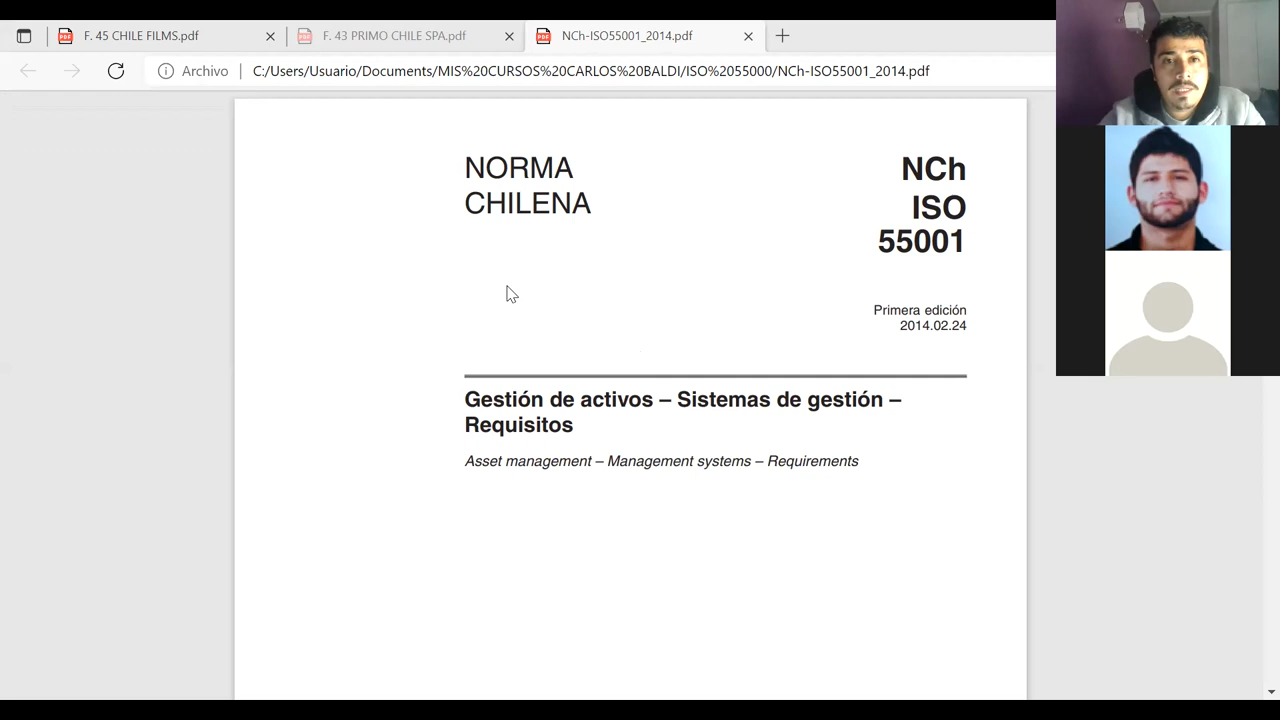 F. 45 CHILE FILMS.pdf
F. 43 PRIMO CHILE SPA.pdf
NCh-ISO55001_2014.pdf
Archivo
C:/Users/Usuario/Documents/MIS%20CURSOS%20CARLOS%20BALDI/ISO%2055000/NCh-ISO55001_2014.pdf
NORMA
CHILENA
NCh
ISO
55001
Primera edición
2014.02.24
Gestión de activos – Sistemas de gestión –
Requisitos
Asset management – Management systems – Requirements